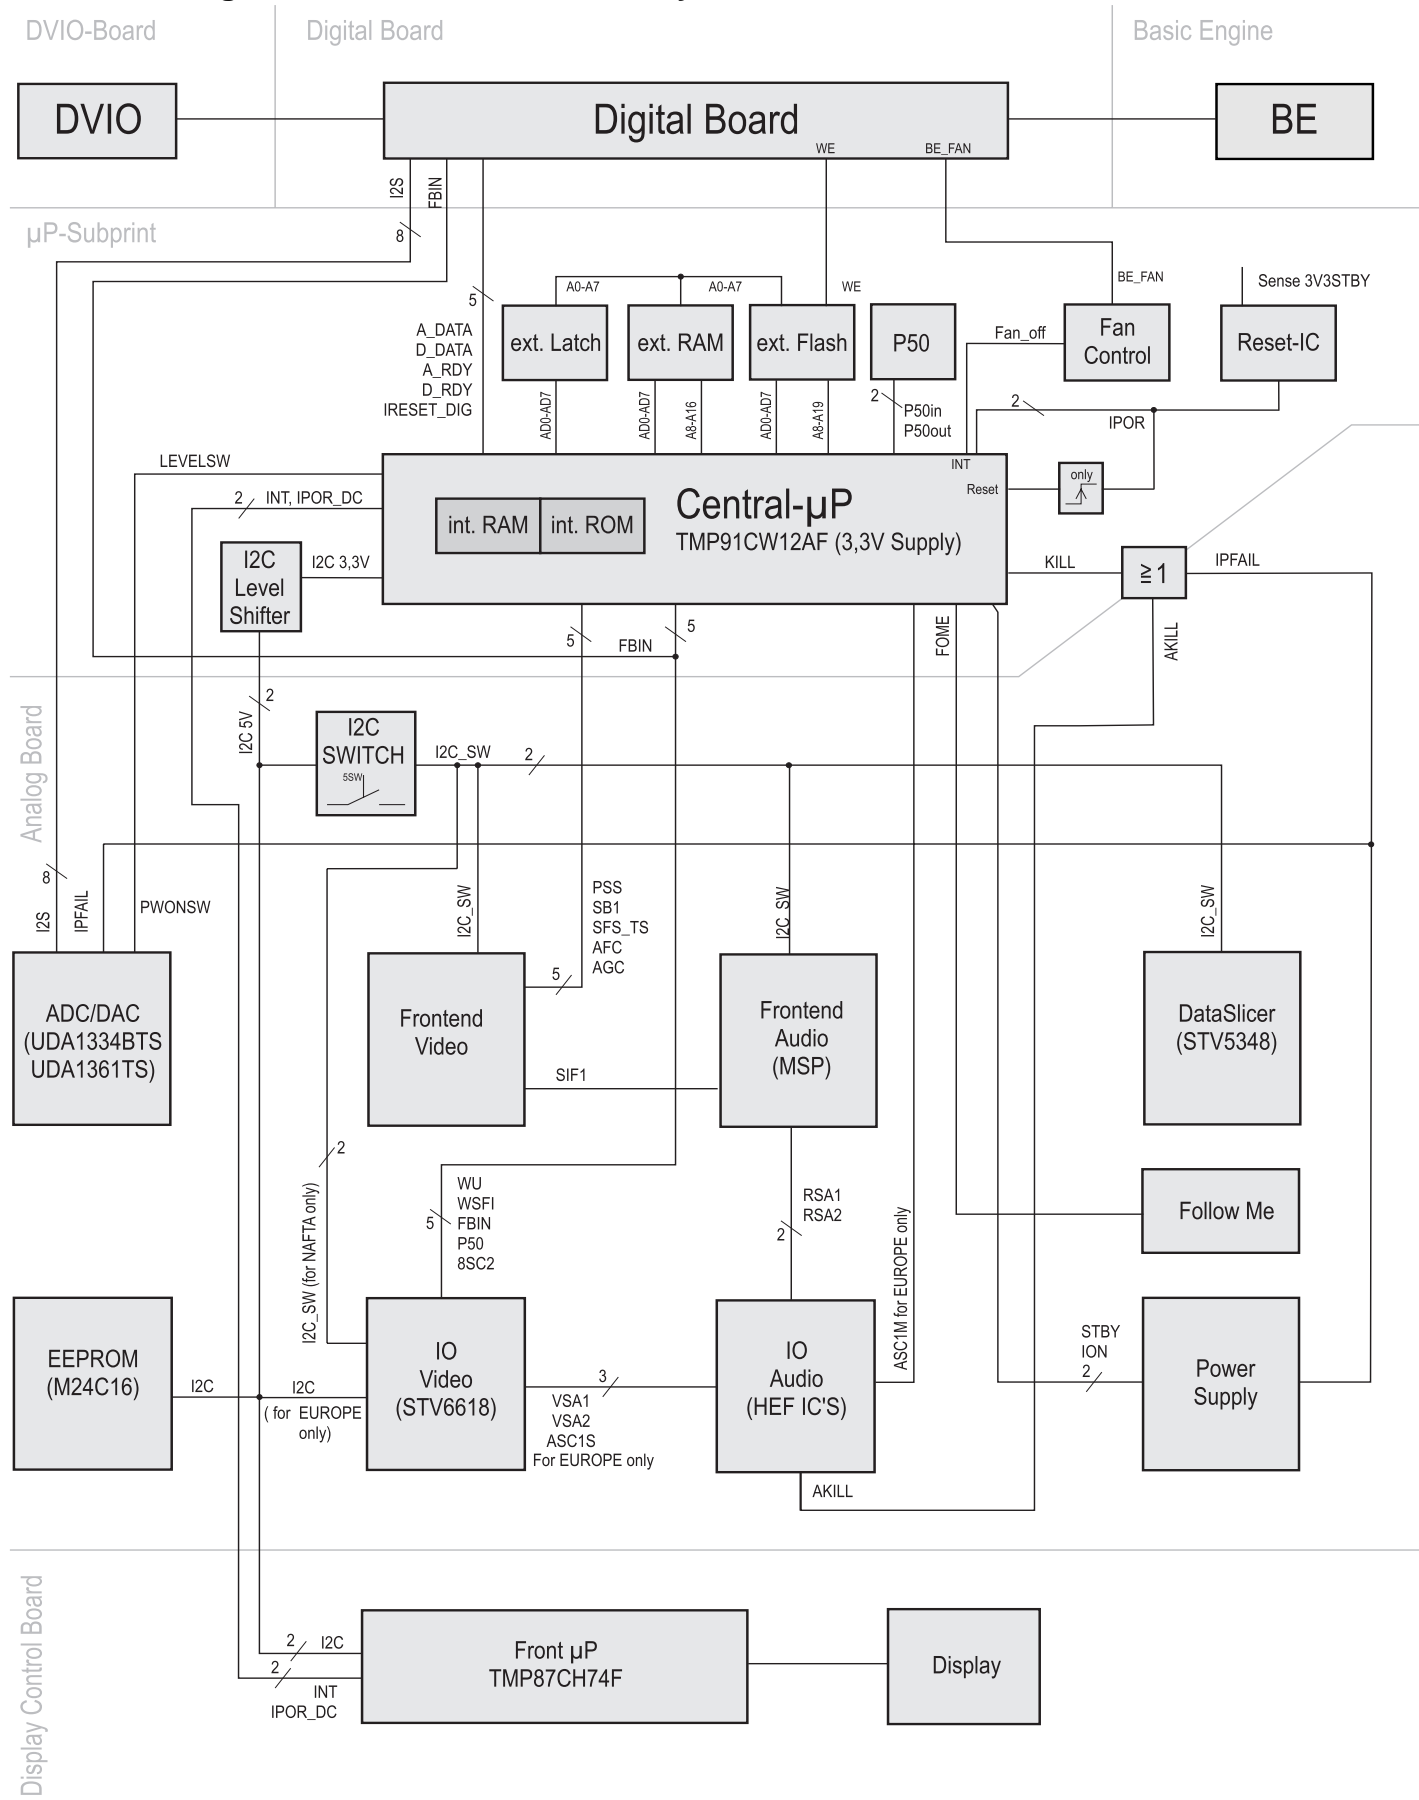 DVIO-Board
Digital Board
Basic Engine
DVIO
Digital Board
BE
WE
BE_FAN
I2S
FBIN
8
µP-Subprint
5
A_DATA
D_DATA
A_RDY
D_RDY
IRESET_DIG
A0-A7
A0-A7
WE
BE_FAN
Sense 3V3STBY
ext. Latch
ext. RAM
ext. Flash
P50
Fan_off
Fan
Control
Reset-IC
AD0-AD7
AD0-AD7
A8-A16
AD0-AD7
A8-A19
2
P50in
P50out
2
IPOR
LEVELSW
2
INT, IPOR_DC
INT
Reset
only
int. RAM
int. ROM
Central-µP
TMP91CW12AF (3,3V Supply)
I2C
Level
Shifter
I2C 3,3V
KILL
≥1
IPFAIL
AKILL
5
FBIN
5
FOME
Analog Board
I2C 5V
2
I2C
SWITCH
5SW
I2C_SW
2
8
I2S
IPFAIL
PWONSW
I2C_SW
PSS
SB1
SFS_TS
AFC
AGC
5
I2C_SW
I2C_SW
ADC/DAC
(UDA1334BTS
UDA1361TS)
Frontend
Video
Frontend
Audio
(MSP)
DataSlicer
(STV5348)
SIF1
2
I2C_SW (for NAFTA only)
WU
WSFI
FBIN
P50
8SC2
5
RSA1
RSA2
2
ASC1M for EUROPE only
Follow Me
EEPROM
(M24C16)
I2C
I2C
( for EUROPE
only)
IO
Video
(STV6618)
3
VSA1
VSA2
ASC1S
For EUROPE only
IO
Audio
(HEF IC'S)
AKILL
STBY
ION
2
Power
Supply
Display Control Board
2
I2C
2
INT
IPOR_DC
Front µP
TMP87CH74F
Display